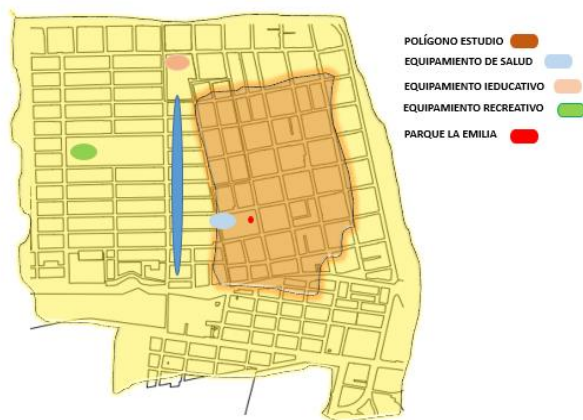 POLÍGONO ESTUDIO
EQUIPAMIENTO DE SALUD
EQUIPAMIENTO IEDUCATIVO
EQUIPAMIENTO RECREATIVO
PARQUE LA EMILIA